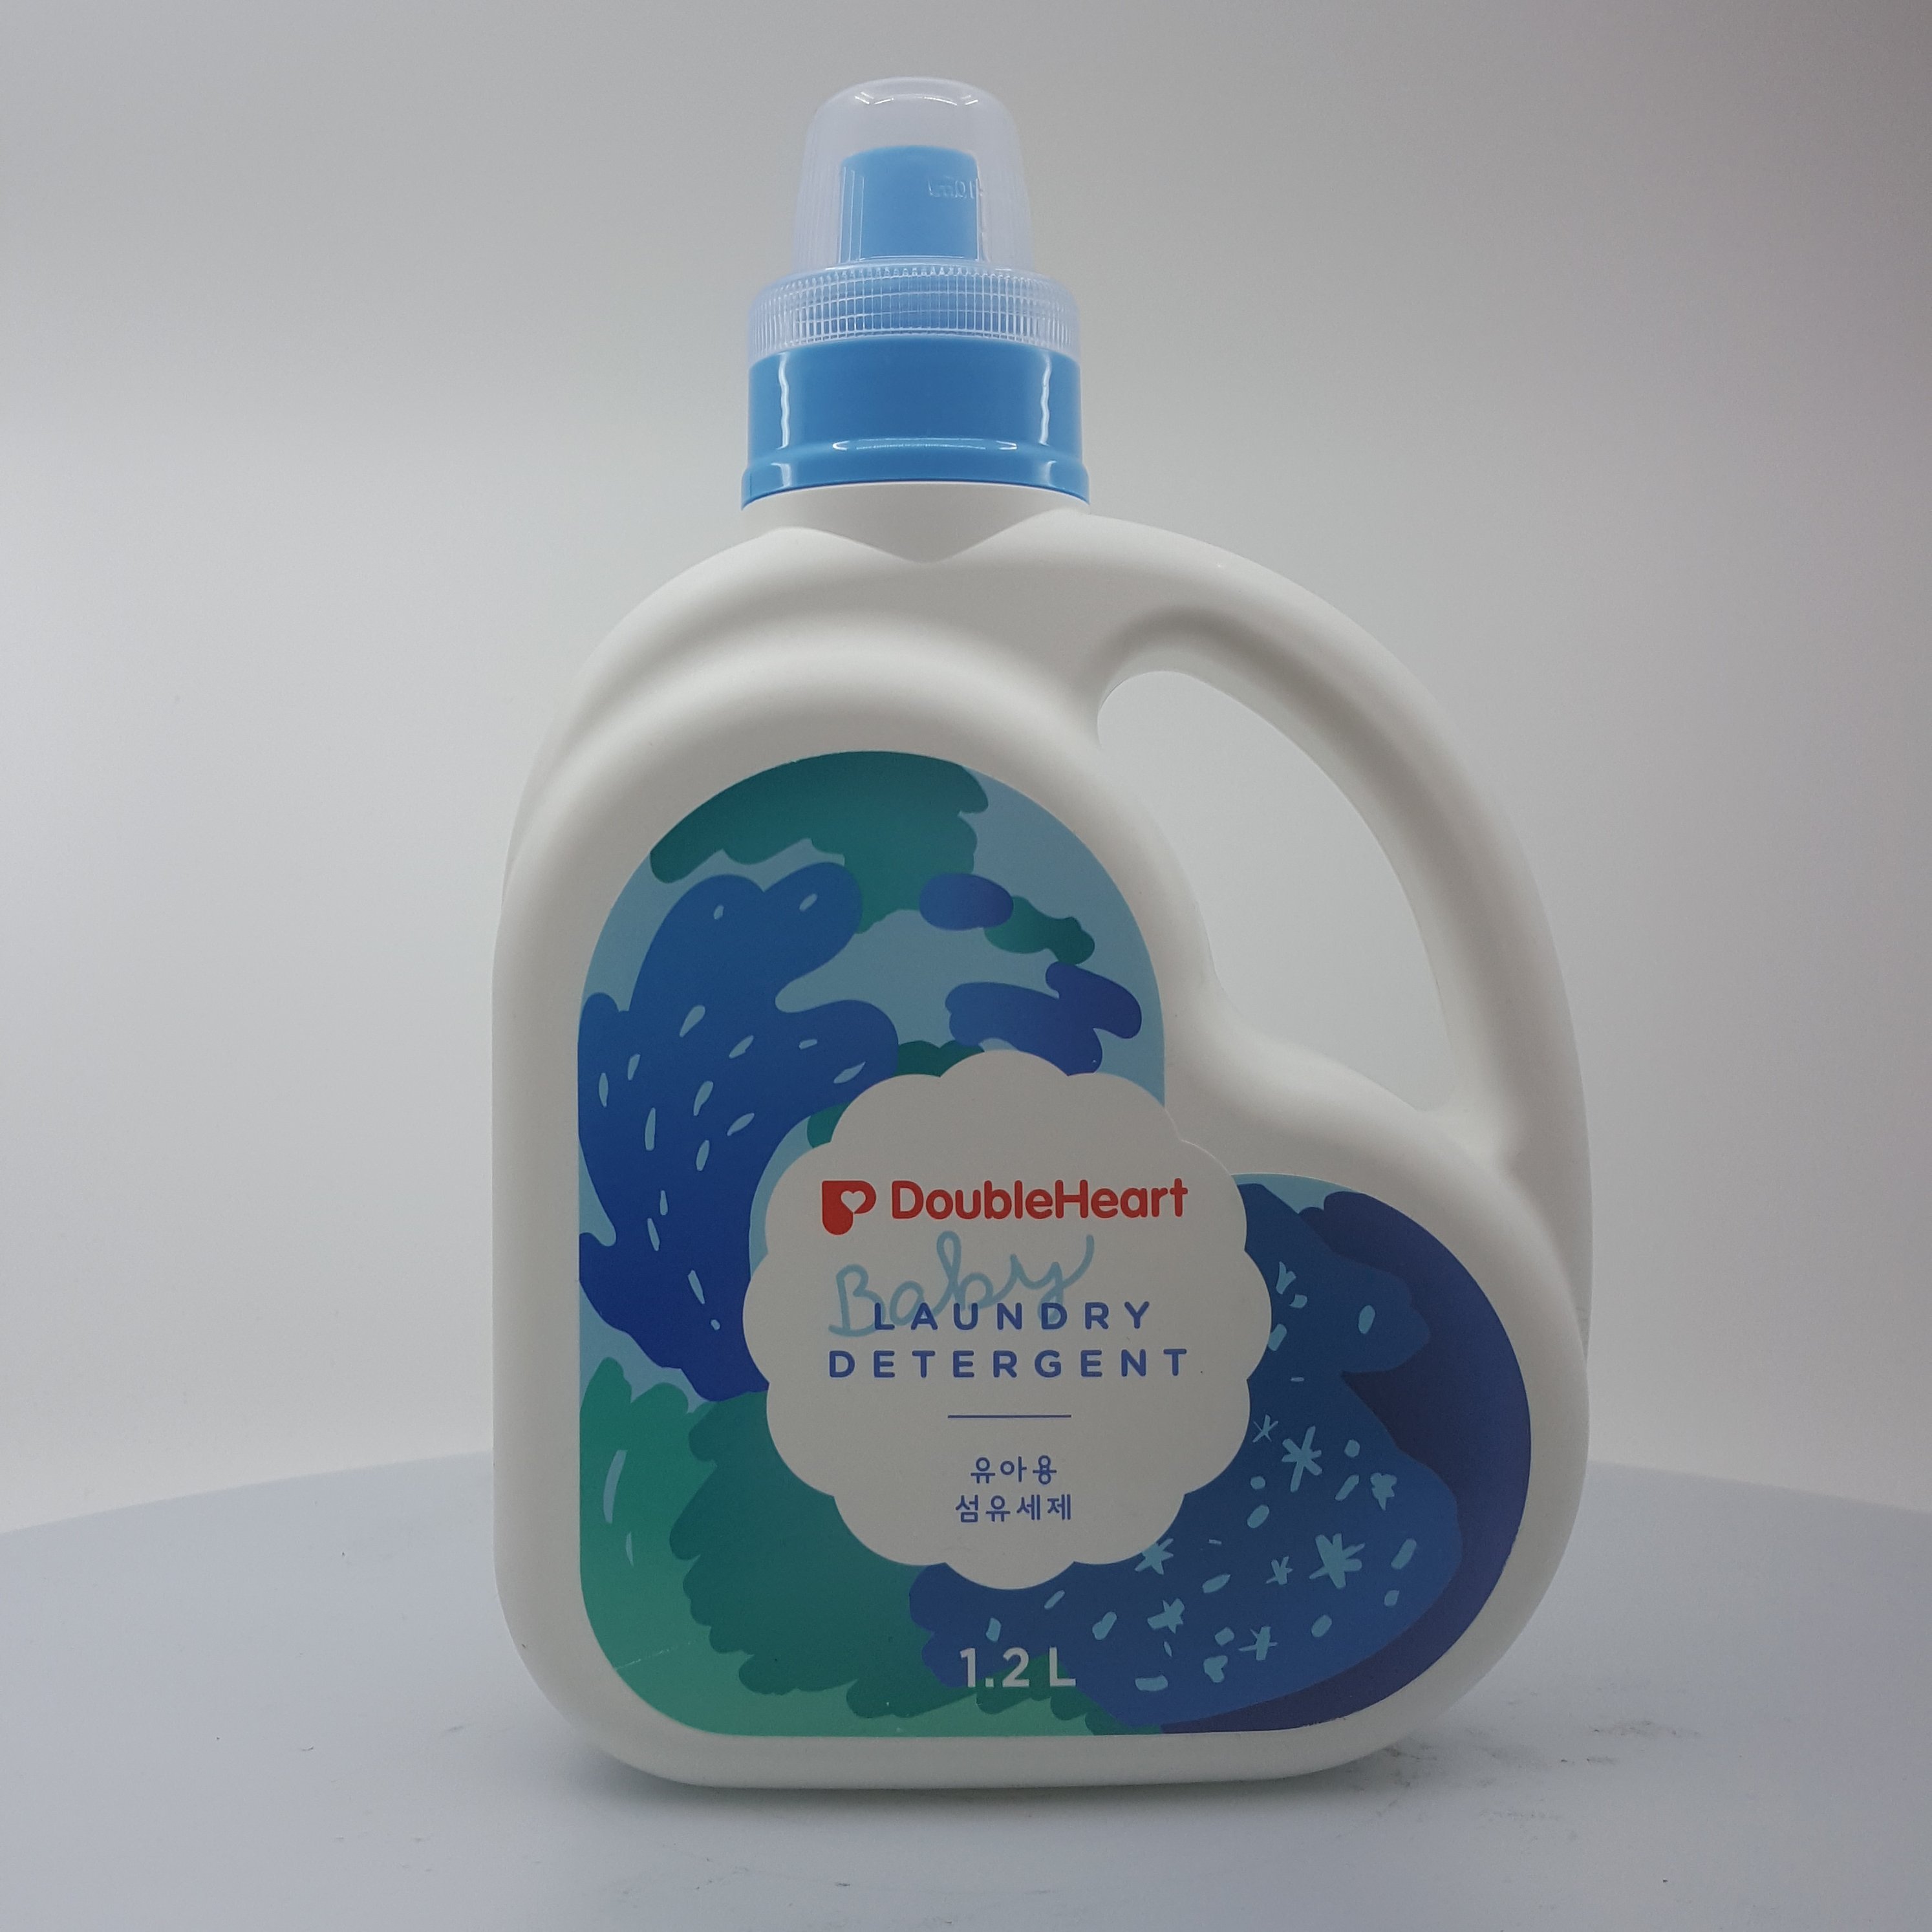 DoubleHeart
Baby
LAUNDRY
DETERGENT
유아용
섬유세제
1.2 L